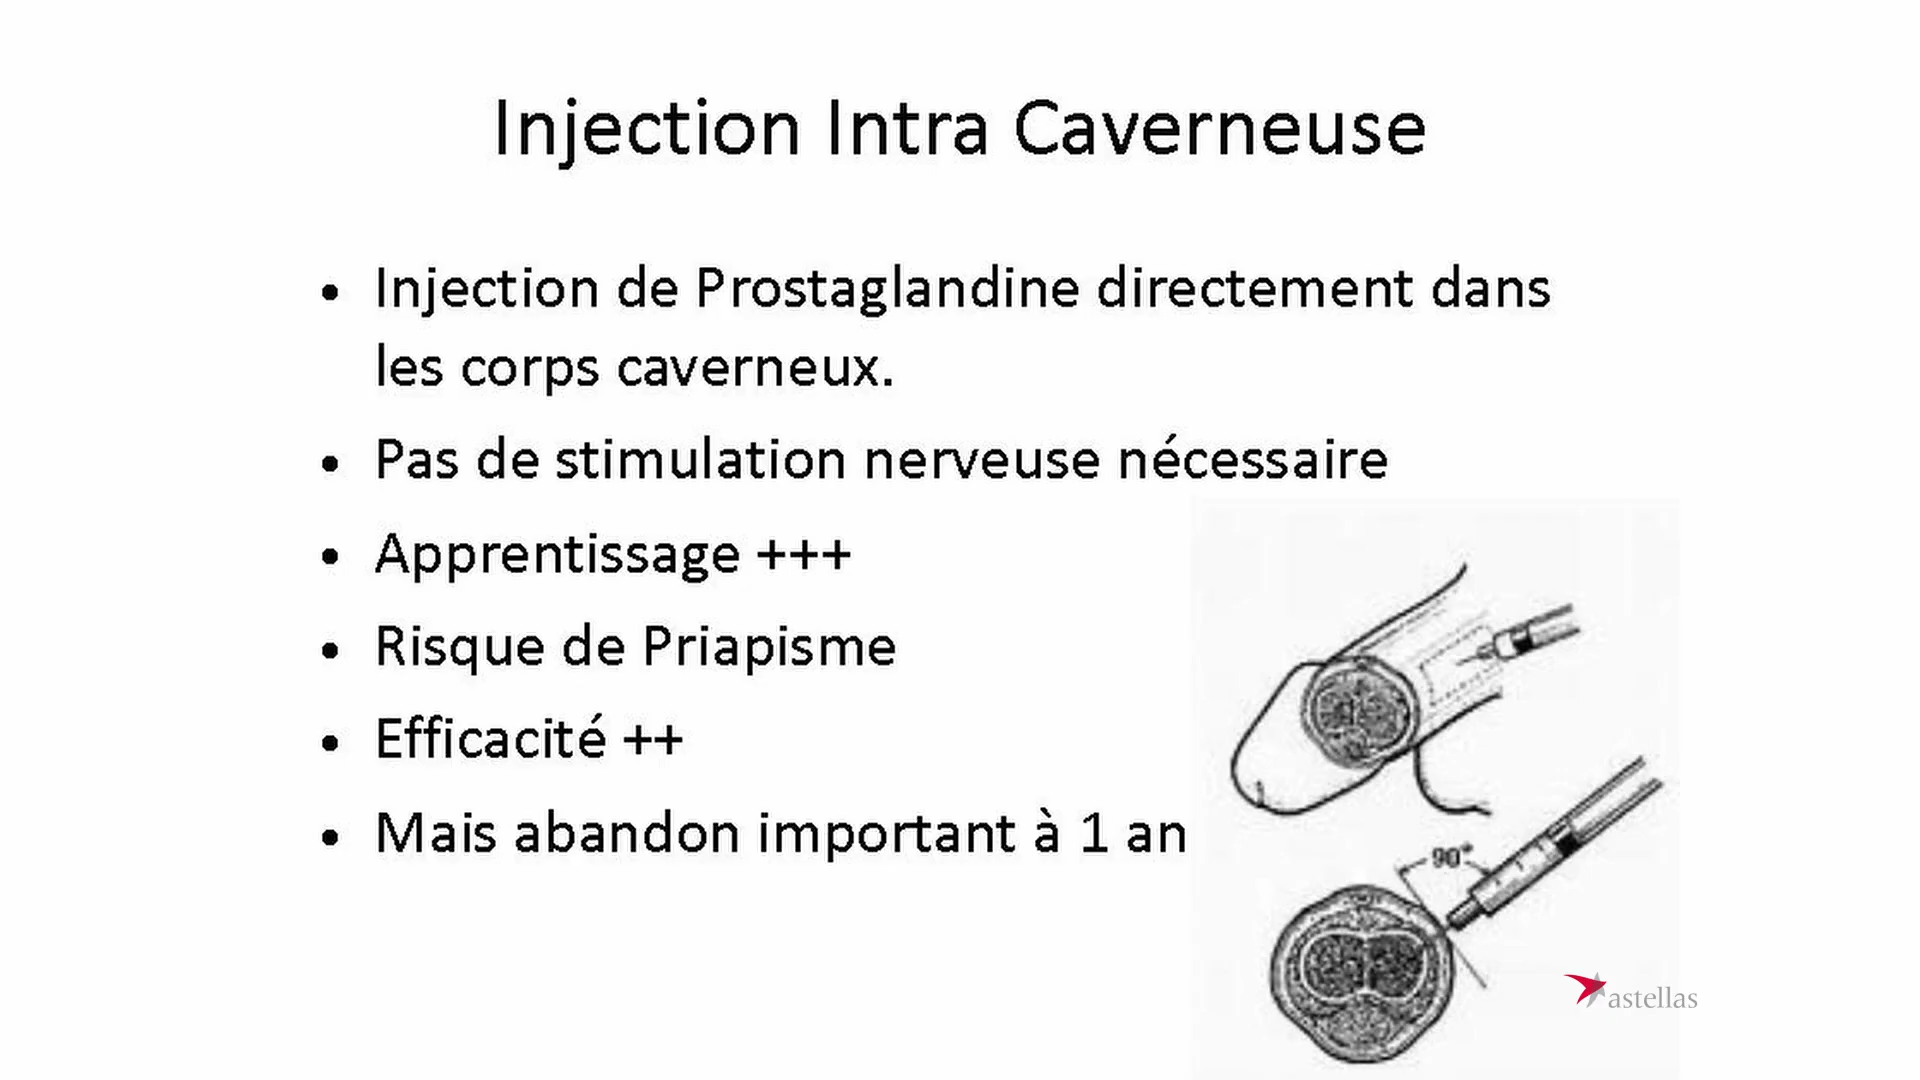 Injection Intra Caverneuse
• Injection de Prostaglandine directement dans
les corps caverneux.
• Pas de stimulation nerveuse nécessaire
• Apprentissage +++
• Risque de Priapisme
• Efficacité ++
• Mais abandon important à 1 an
90°
astellas